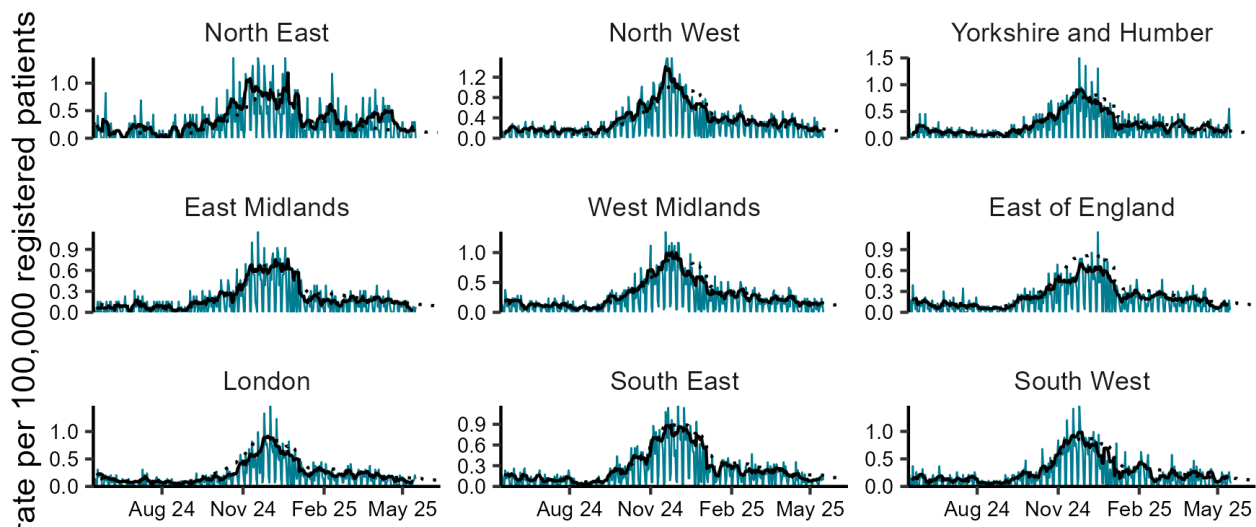 rate per 100,000 registered patients
North East
North West
Yorkshire and Humber
1.0
0.5
0.0
1.2
0.8
0.4
0.0
1.5
1.0
0.5
0.0
East Midlands
West Midlands
East of England
0.9
0.6
0.3
0.0
1.0
0.5
0.0
0.9
0.6
0.3
0.0
London
South East
South West
1.0
0.5
0.0
0.9
0.6
0.3
0.0
1.0
0.5
0.0
Aug 24 Nov 24 Feb 25 May 25
Aug 24 Nov 24 Feb 25 May 25
Aug 24 Nov 24 Feb 25 May 25